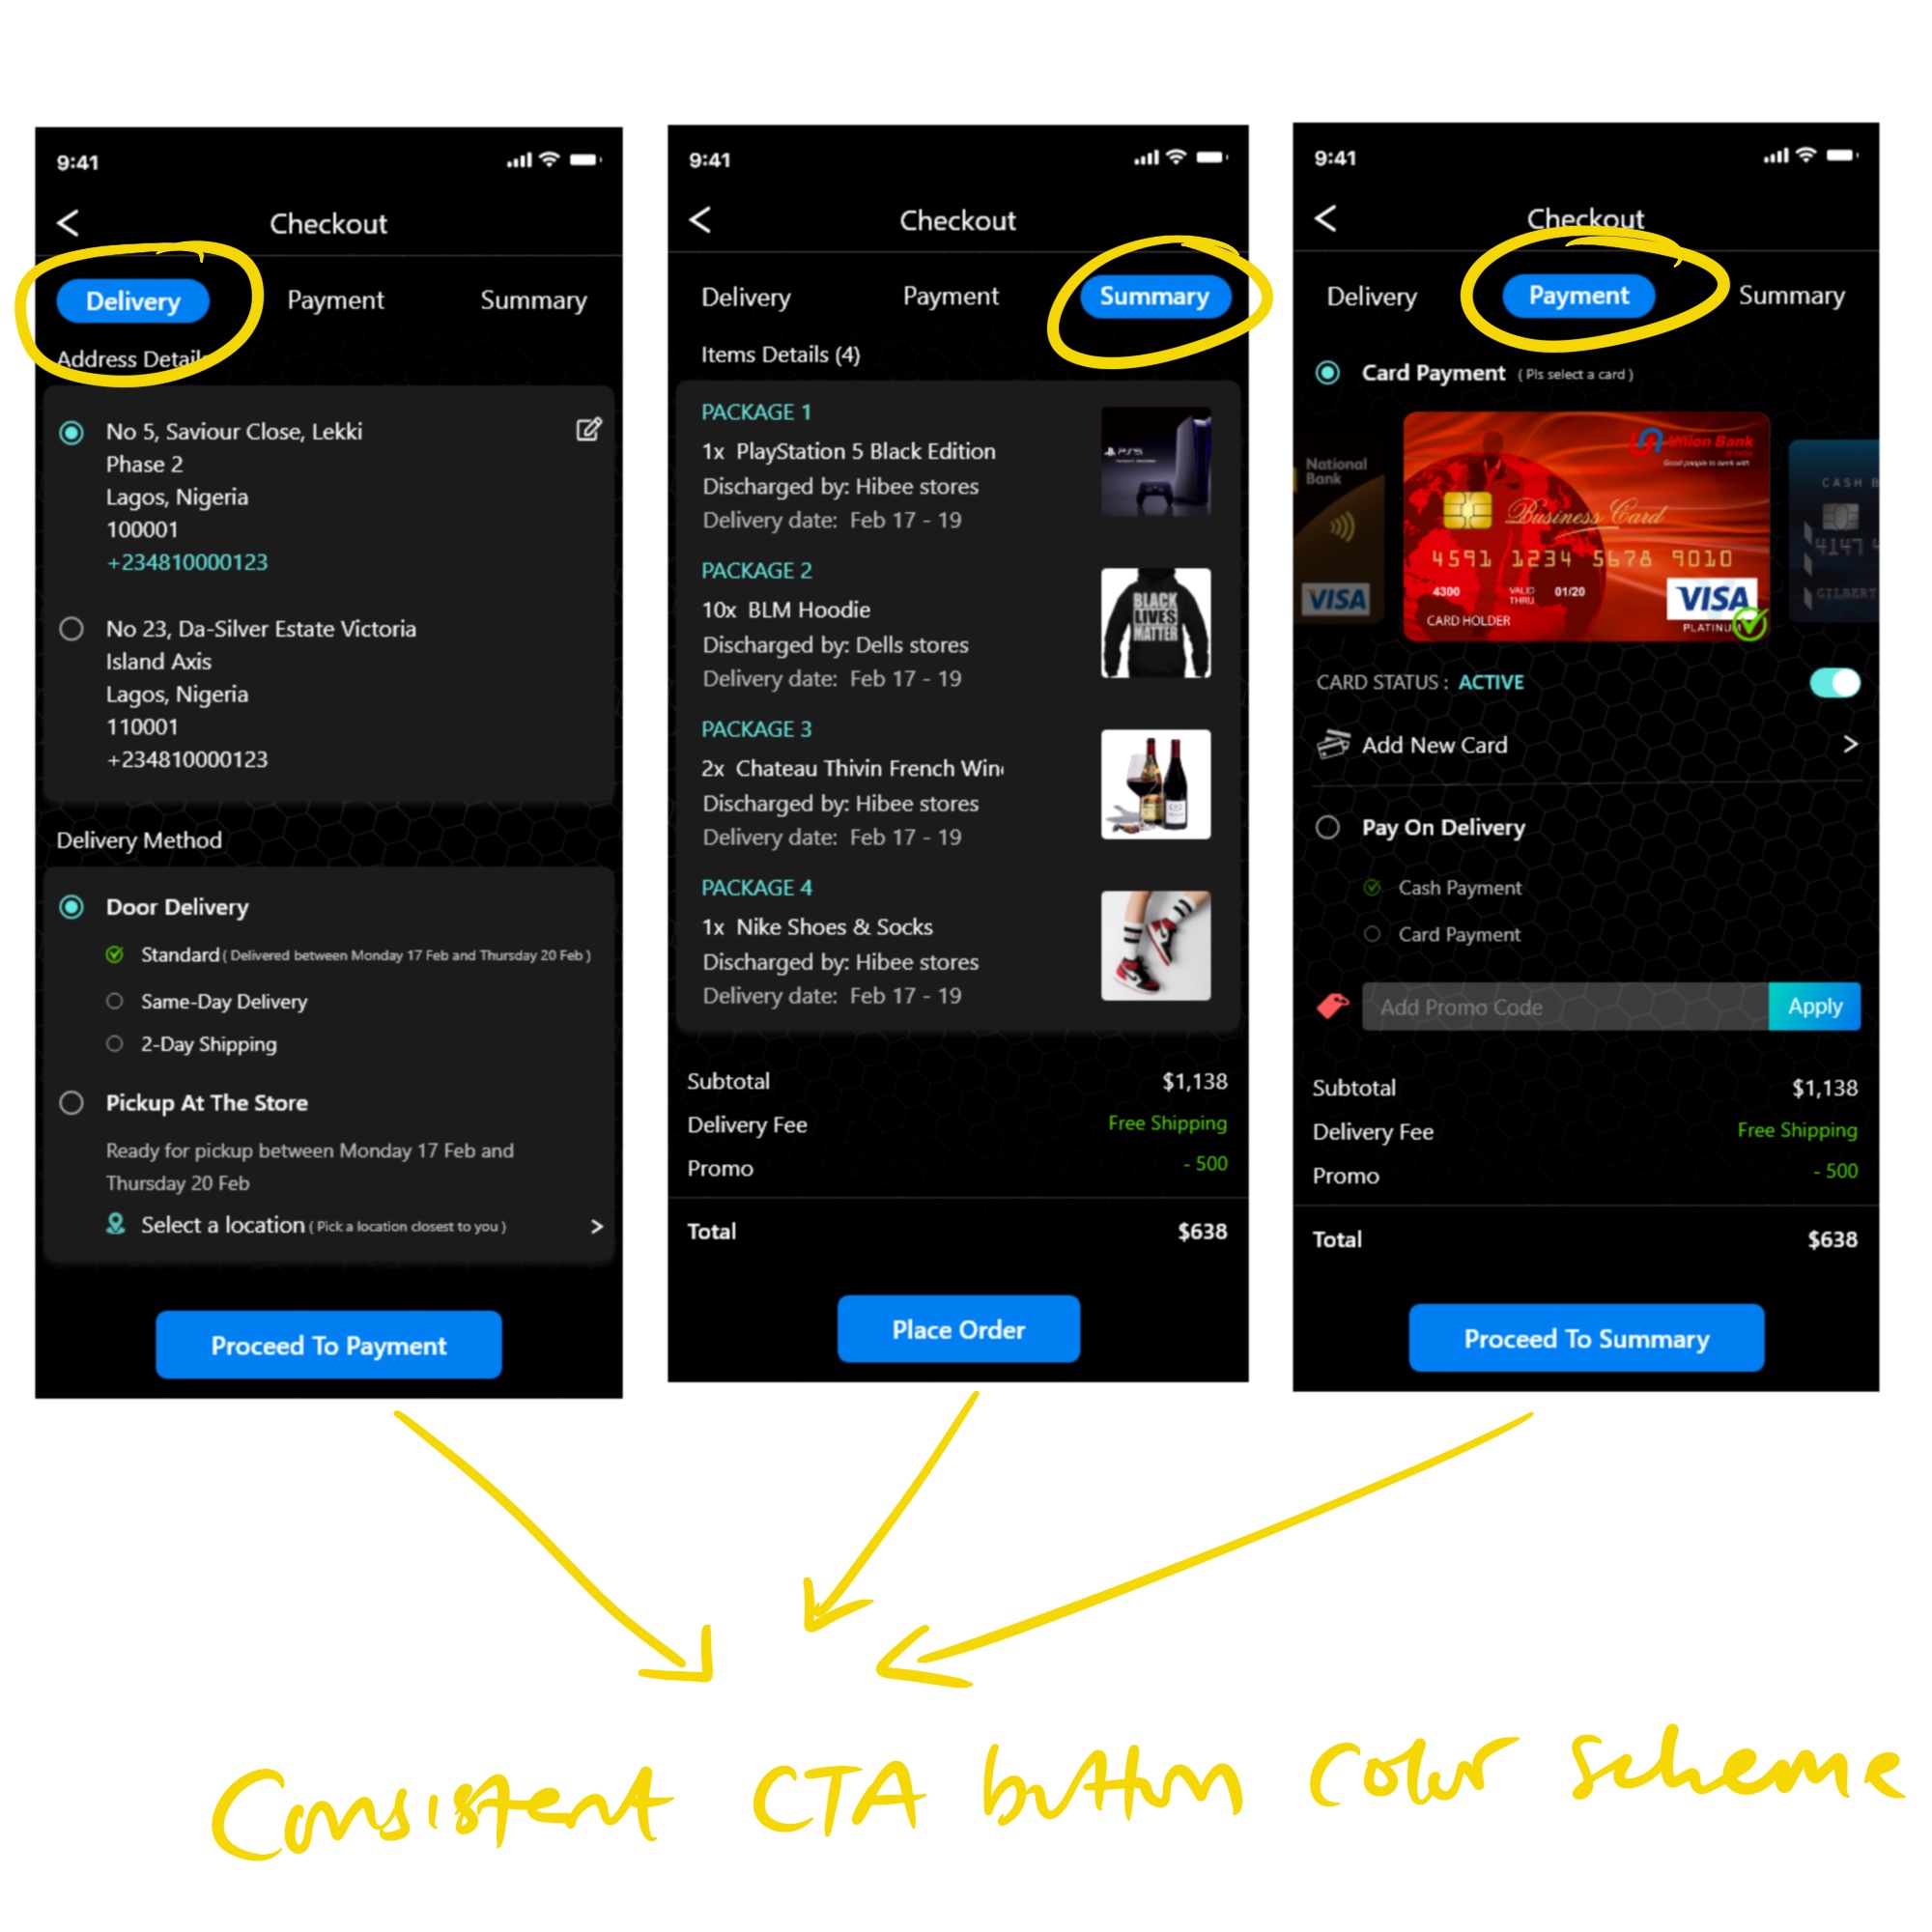 9:41
Checkout
Delivery Payment Summary
Address Details
No 5, Saviour Close, Lekki
Phase 2
Lagos, Nigeria
100001
+234810000123
No 23, Da-Silver Estate Victoria
Island Axis
Lagos, Nigeria
110001
+234810000123
Delivery Method
Door Delivery
Standard ( Delivered between Monday 17 Feb and Thursday 20 Feb )
Same-Day Delivery
2-Day Shipping
Pickup At The Store
Ready for pickup between Monday 17 Feb and
Thursday 20 Feb
Select a location ( Pick a location closest to you )
Proceed To Payment
9:41
Checkout
Delivery Payment Summary
Items Details (4)
PACKAGE 1
1x PlayStation 5 Black Edition
Discharged by: Hibee stores
Delivery date: Feb 17 - 19
PS5
PACKAGE 2
10x BLM Hoodie
Discharged by: Dells stores
Delivery date: Feb 17 - 19
BLACK
LIVES
MATTER
PACKAGE 3
2x Chateau Thivin French Win
Discharged by: Hibee stores
Delivery date: Feb 17 - 19
PACKAGE 4
1x Nike Shoes & Socks
Discharged by: Hibee stores
Delivery date: Feb 17 - 19
Subtotal $1,138
Delivery Fee Free Shipping
Promo - 500
Total $638
Place Order
9:41
Checkout
Delivery Payment Summary
Card Payment ( Pls select a card )
National
Bank
VISA
Union Bank
of India
Good people to bank with
Business Card
4591 1234 5678 9010
4300 VALID THRU 01/20
CARD HOLDER
VISA
PLATINUM
CASH B
4147 4
GILBERT
CARD STATUS : ACTIVE
Add New Card
Pay On Delivery
Cash Payment
Card Payment
Add Promo Code Apply
Subtotal $1,138
Delivery Fee Free Shipping
Promo - 500
Total $638
Proceed To Summary
Consistent CTA button Color Scheme